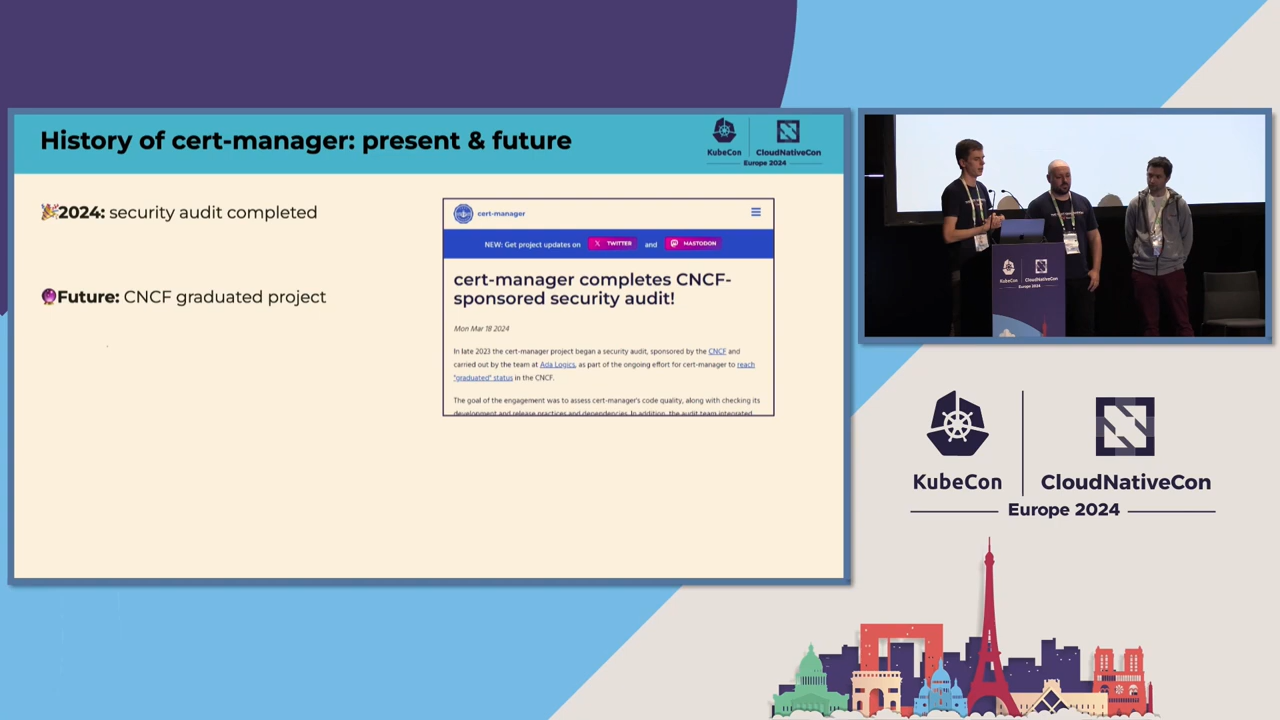 History of cert-manager: present & future
KubeCon
CloudNativeCon
Europe 2024
🎉2024: security audit completed
🔮Future: CNCF graduated project
cert-manager
NEW: Get project updates on TWITTER and MASTODON
cert-manager completes CNCF-
sponsored security audit!
Mon Mar 18 2024
In late 2023 the cert-manager project began a security audit, sponsored by the CNCF and
carried out by the team at Ada Logics, as part of the ongoing effort for cert-manager to reach
"graduated" status in the CNCF.
The goal of the engagement was to assess cert-manager's code quality, along with checking its
development and release practices and dependencies. In addition, the audit team integrated
KubeCon
CloudNativeCon
Europe 2024
KubeCon
CloudNativeCon
Europe 2024